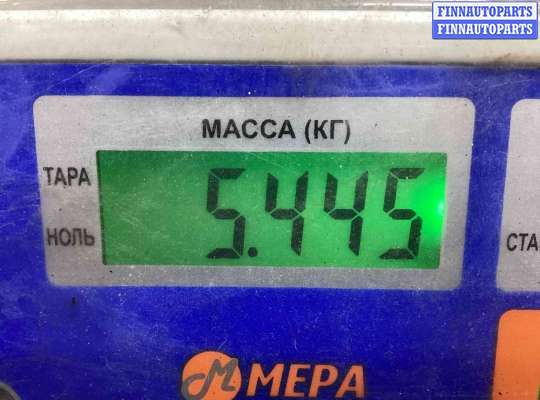 FINNAUTOPARTS
FINNAUTOPARTS
МАССА (КГ)
ТАРА
5.445
НОЛЬ
СТА
МЕРА